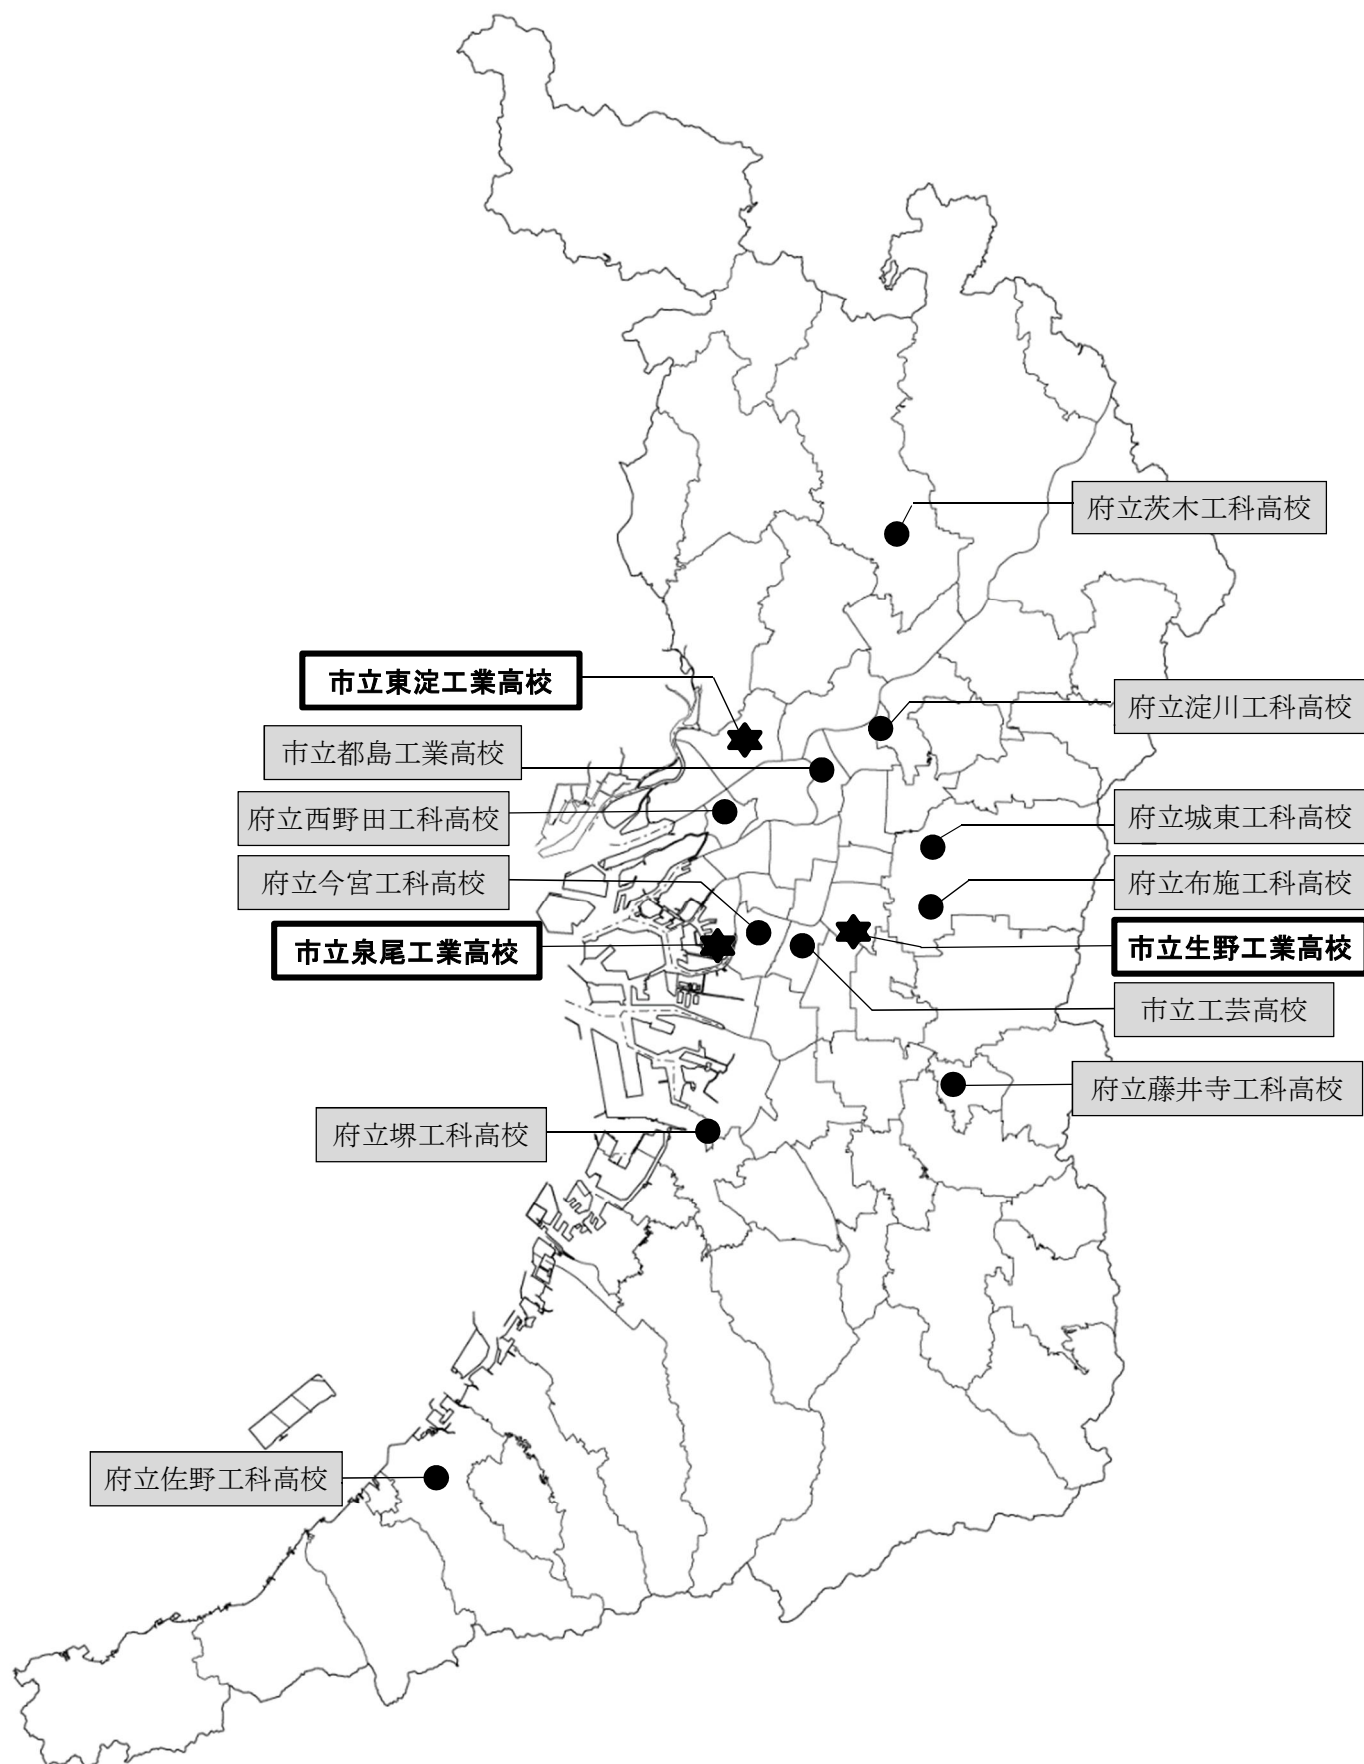 府立茨木工科高校
市立東淀工業高校
府立淀川工科高校
市立都島工業高校
府立西野田工科高校
府立城東工科高校
府立今宮工科高校
府立布施工科高校
市立泉尾工業高校
市立生野工業高校
市立工芸高校
府立藤井寺工科高校
府立堺工科高校
府立佐野工科高校